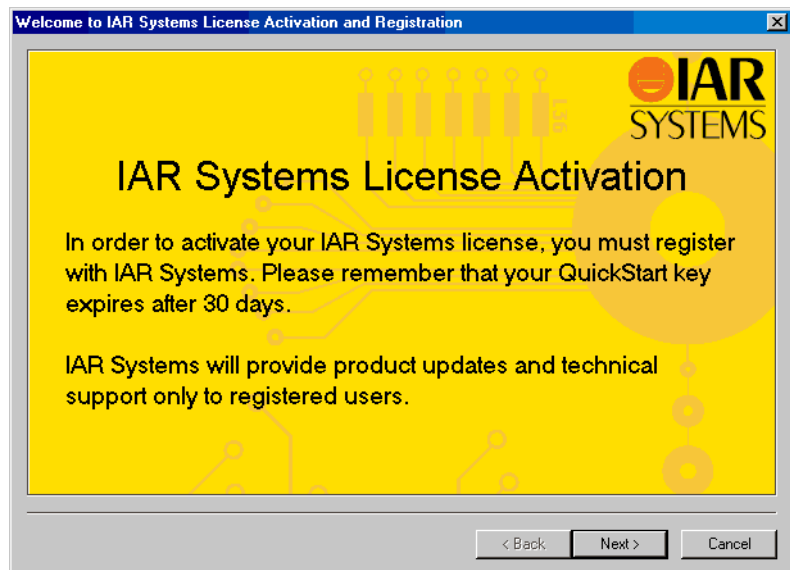 Welcome to IAR Systems License Activation and Registration
IAR
SYSTEMS
L36
IAR Systems License Activation
In order to activate your IAR Systems license, you must register
with IAR Systems. Please remember that your QuickStart key
expires after 30 days.
IAR Systems will provide product updates and technical
support only to registered users.
< Back
Next >
Cancel